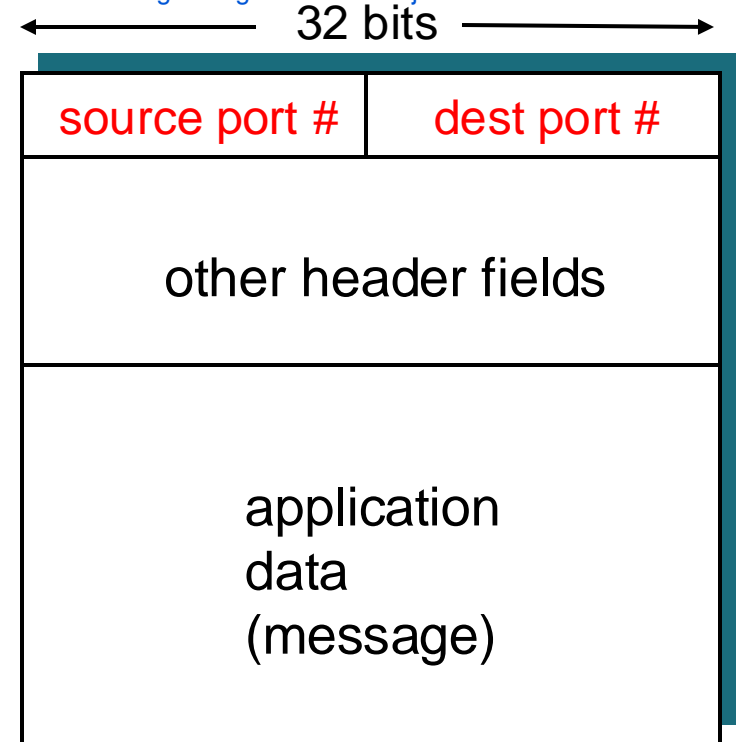 32 bits
source port # dest port #
other header fields
application
data
(message)